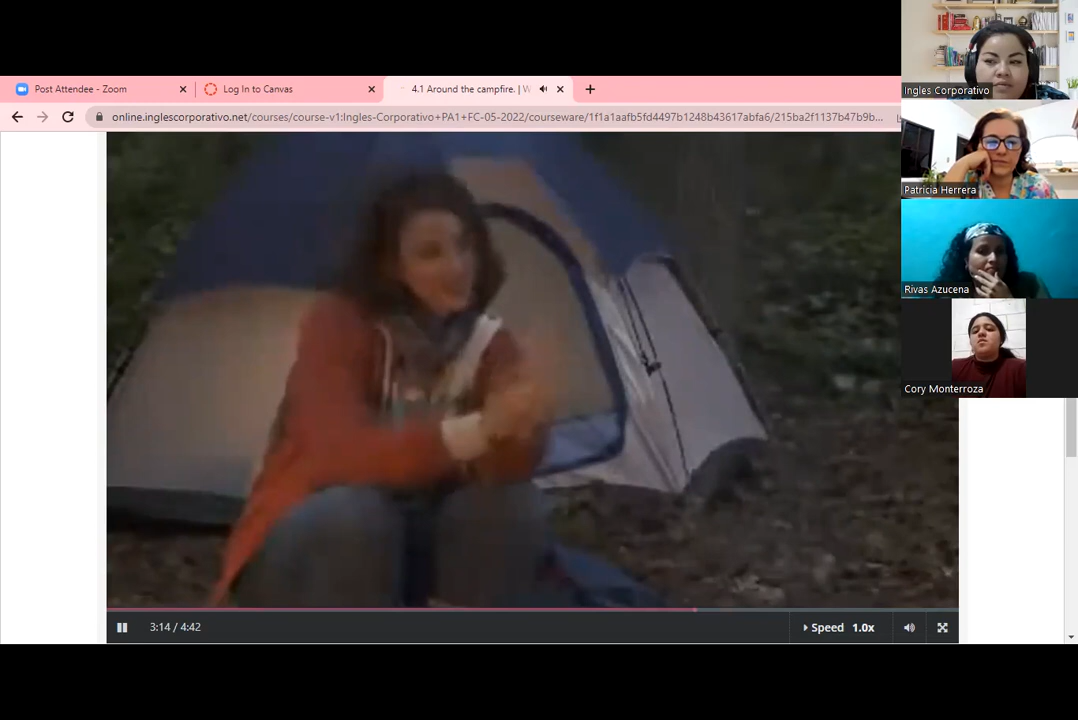 Post Attendee - Zoom
Log In to Canvas
4.1 Around the campfire. |
online.inglescorporativo.net/courses/course-v1:Ingles-Corporativo+PA1+FC-05-2022/courseware/1f1a1aafb5fd4497b1248b43617abfa6/215ba2f1137b47b9b...
Ingles Corporativo
Patricia Herrera
Rivas Azucena
Cory Monterroza
3:14 / 4:42
Speed 1.0x